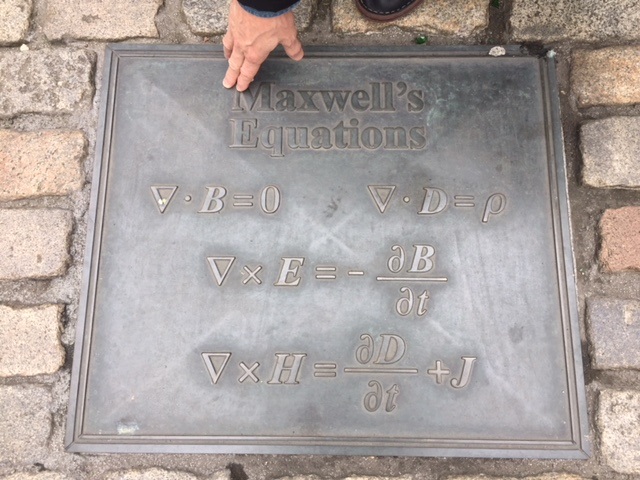 Maxwell's
Equations
∇ · B = 0 ∇ · D = ρ
∇ × E = - ∂B/∂t
∇ × H = ∂D/∂t + J